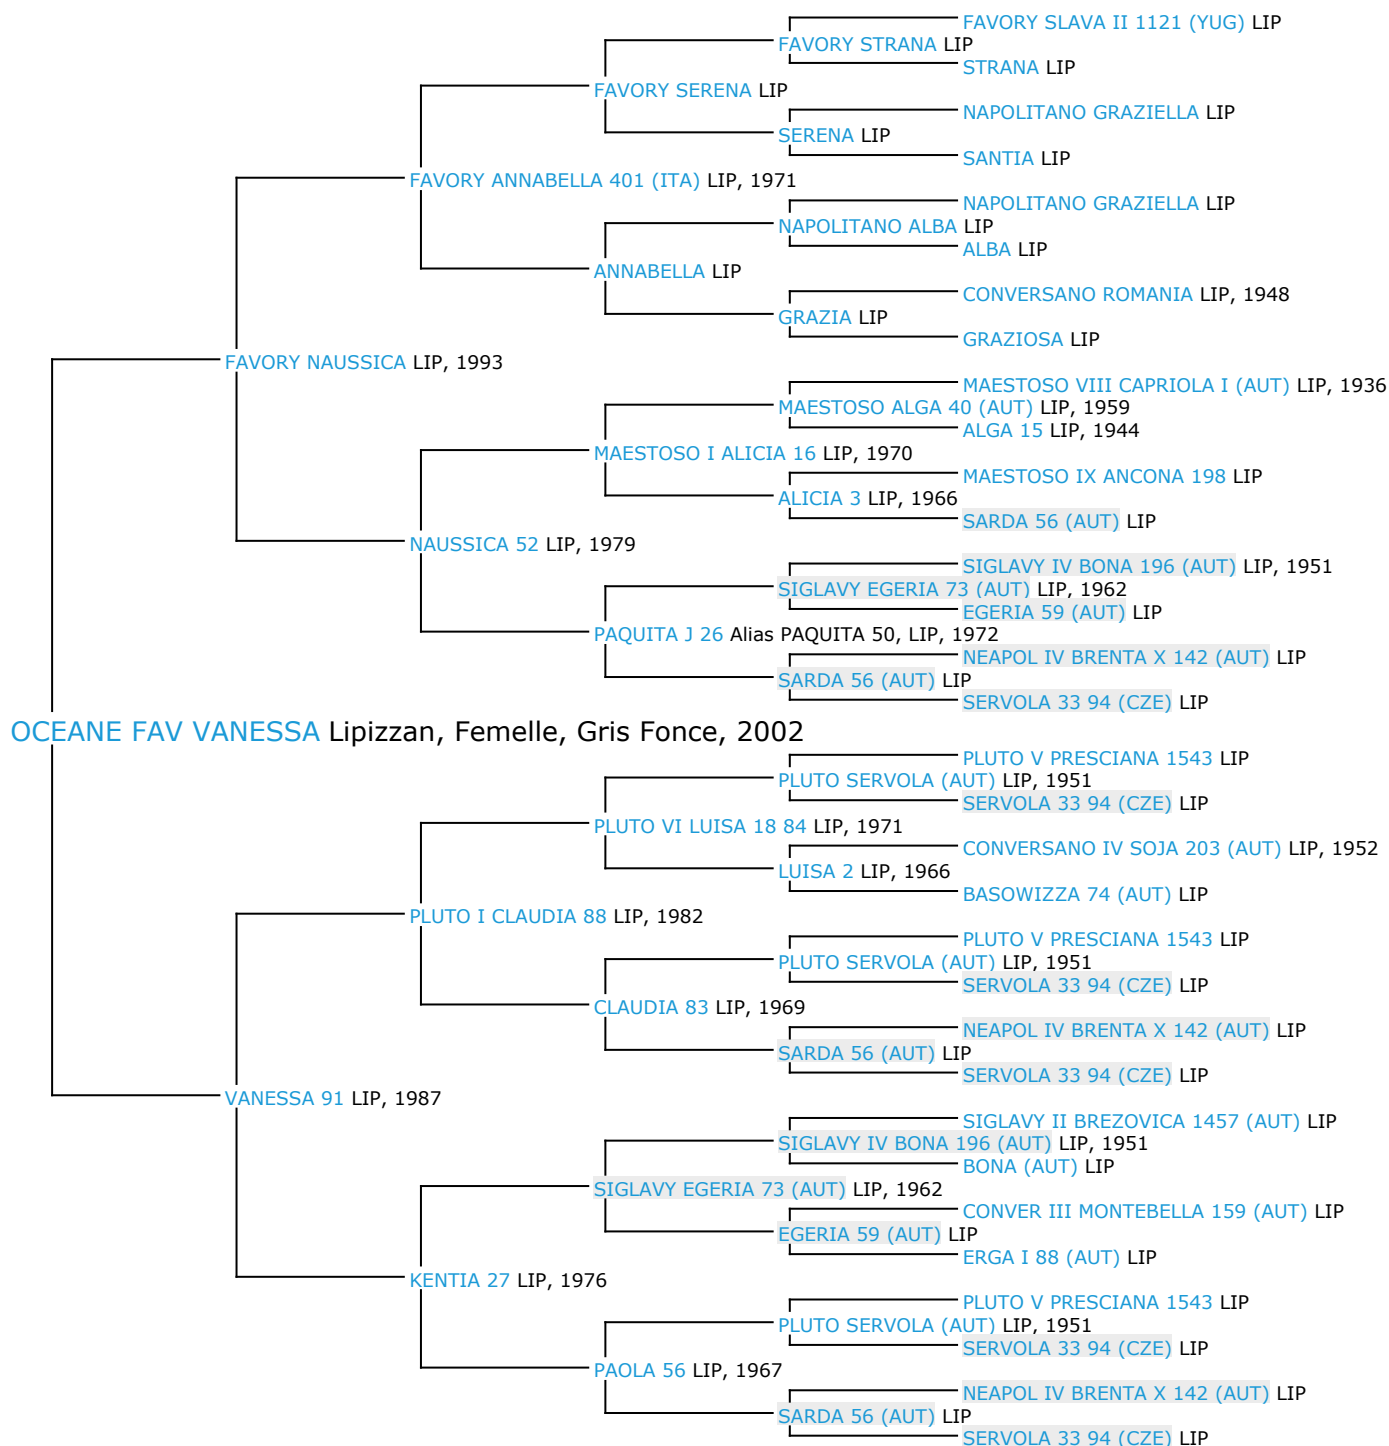 FAVORY SLAVA II 1121 (YUG) LIP
FAVORY STRANA LIP
STRANA LIP
FAVORY SERENA LIP
NAPOLITANO GRAZIELLA LIP
SERENA LIP
SANTIA LIP
FAVORY ANNABELLA 401 (ITA) LIP, 1971
NAPOLITANO GRAZIELLA LIP
NAPOLITANO ALBA LIP
ALBA LIP
ANNABELLA LIP
CONVERSANO ROMANIA LIP, 1948
GRAZIA LIP
GRAZIOSA LIP
FAVORY NAUSSICA LIP, 1993
MAESTOSO VIII CAPRIOLA I (AUT) LIP, 1936
MAESTOSO ALGA 40 (AUT) LIP, 1959
ALGA 15 LIP, 1944
MAESTOSO I ALICIA 16 LIP, 1970
MAESTOSO IX ANCONA 198 LIP
ALICIA 3 LIP, 1966
SARDA 56 (AUT) LIP
NAUSSICA 52 LIP, 1979
SIGLAVY IV BONA 196 (AUT) LIP, 1951
SIGLAVY EGERIA 73 (AUT) LIP, 1962
EGERIA 59 (AUT) LIP
PAQUITA J 26 Alias PAQUITA 50, LIP, 1972
NEAPOL IV BRENTA X 142 (AUT) LIP
SARDA 56 (AUT) LIP
SERVOLA 33 94 (CZE) LIP
OCEANE FAV VANESSA Lipizzan, Femelle, Gris Fonce, 2002
PLUTO V PRESCIANA 1543 LIP
PLUTO SERVOLA (AUT) LIP, 1951
SERVOLA 33 94 (CZE) LIP
PLUTO VI LUISA 18 84 LIP, 1971
CONVERSANO IV SOJA 203 (AUT) LIP, 1952
LUISA 2 LIP, 1966
BASOWIZZA 74 (AUT) LIP
PLUTO I CLAUDIA 88 LIP, 1982
PLUTO V PRESCIANA 1543 LIP
PLUTO SERVOLA (AUT) LIP, 1951
SERVOLA 33 94 (CZE) LIP
CLAUDIA 83 LIP, 1969
NEAPOL IV BRENTA X 142 (AUT) LIP
SARDA 56 (AUT) LIP
SERVOLA 33 94 (CZE) LIP
VANESSA 91 LIP, 1987
SIGLAVY II BREZOVICA 1457 (AUT) LIP
SIGLAVY IV BONA 196 (AUT) LIP, 1951
BONA (AUT) LIP
SIGLAVY EGERIA 73 (AUT) LIP, 1962
CONVER III MONTEBELLA 159 (AUT) LIP
EGERIA 59 (AUT) LIP
ERGA I 88 (AUT) LIP
KENTIA 27 LIP, 1976
PLUTO V PRESCIANA 1543 LIP
PLUTO SERVOLA (AUT) LIP, 1951
SERVOLA 33 94 (CZE) LIP
PAOLA 56 LIP, 1967
NEAPOL IV BRENTA X 142 (AUT) LIP
SARDA 56 (AUT) LIP
SERVOLA 33 94 (CZE) LIP